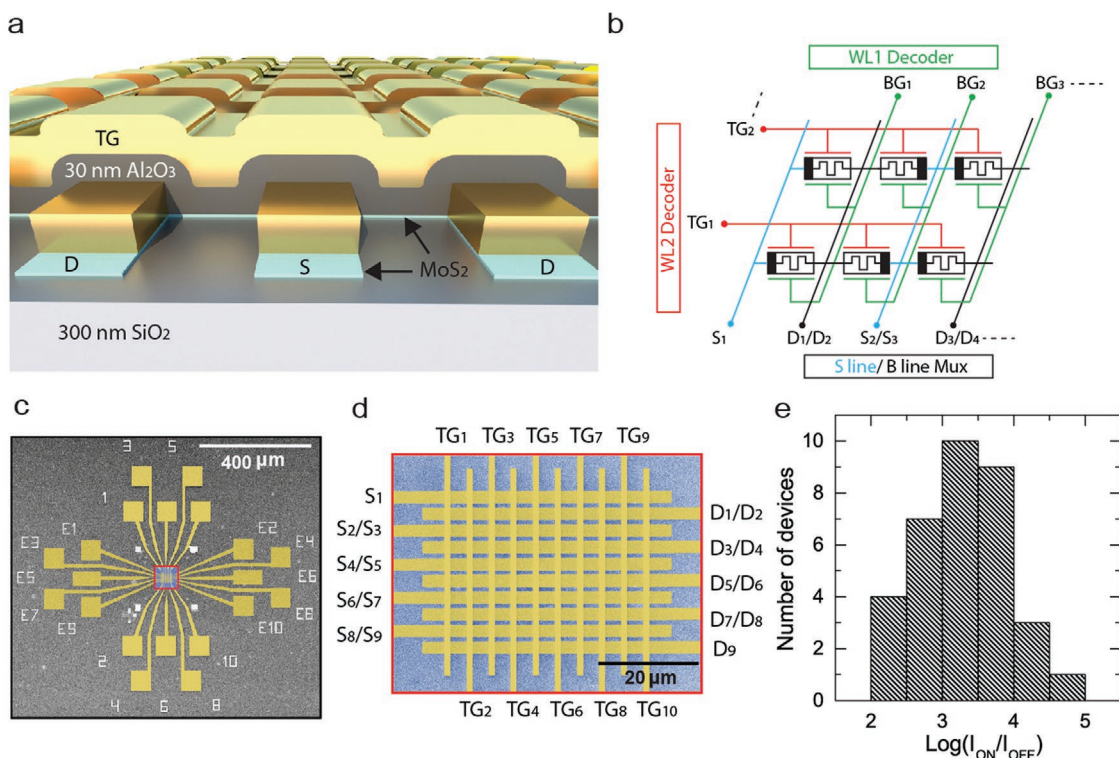 a
TG
30 nm Al₂O₃
D
S
D
MoS₂
300 nm SiO₂
b
WL1 Decoder
BG₁
BG₂
BG₃
TG₂
WL2 Decoder
TG₁
S₁
D₁/D₂
S₂/S₃
D₃/D₄
S line/ B line Mux
c
3
5
400 µm
1
E1
E2
E3
E4
E5
E6
E7
E8
E9
E10
2
10
4
6
8
d
TG₁
TG₃
TG₅
TG₇
TG₉
S₁
D₁/D₂
S₂/S₃
D₃/D₄
S₄/S₅
D₅/D₆
S₆/S₇
D₇/D₈
S₈/S₉
D₉
20 µm
TG₂
TG₄
TG₆
TG₈
TG₁₀
e
Number of devices
10
8
6
4
2
0
2
3
4
5
Log(I_ON/I_OFF)